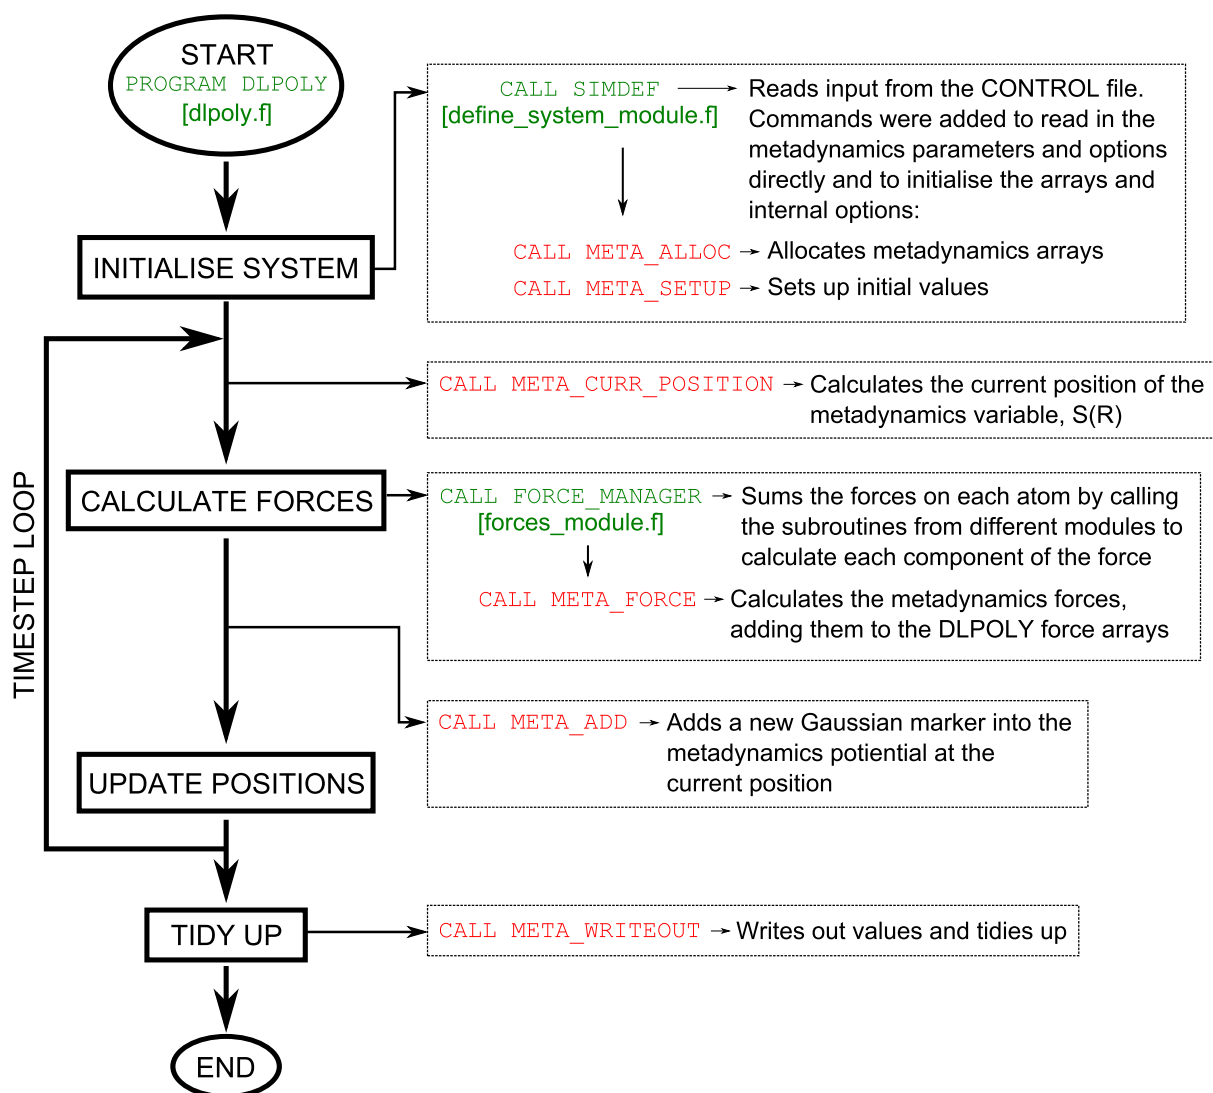 START
PROGRAM DLPOLY
[dlpoly.f]
CALL SIMDEF
[define_system_module.f]
Reads input from the CONTROL file.
Commands were added to read in the
metadynamics parameters and options
directly and to initialise the arrays and
internal options:
INITIALISE SYSTEM
CALL META_ALLOC
Allocates metadynamics arrays
CALL META_SETUP
Sets up initial values
CALL META_CURR_POSITION
Calculates the current position of the
metadynamics variable, S(R)
TIMESTEP LOOP
CALCULATE FORCES
CALL FORCE_MANAGER
[forces_module.f]
Sums the forces on each atom by calling
the subroutines from different modules to
calculate each component of the force
CALL META_FORCE
Calculates the metadynamics forces,
adding them to the DLPOLY force arrays
CALL META_ADD
Adds a new Gaussian marker into the
metadynamics potiential at the
current position
UPDATE POSITIONS
TIDY UP
CALL META_WRITEOUT
Writes out values and tidies up
END